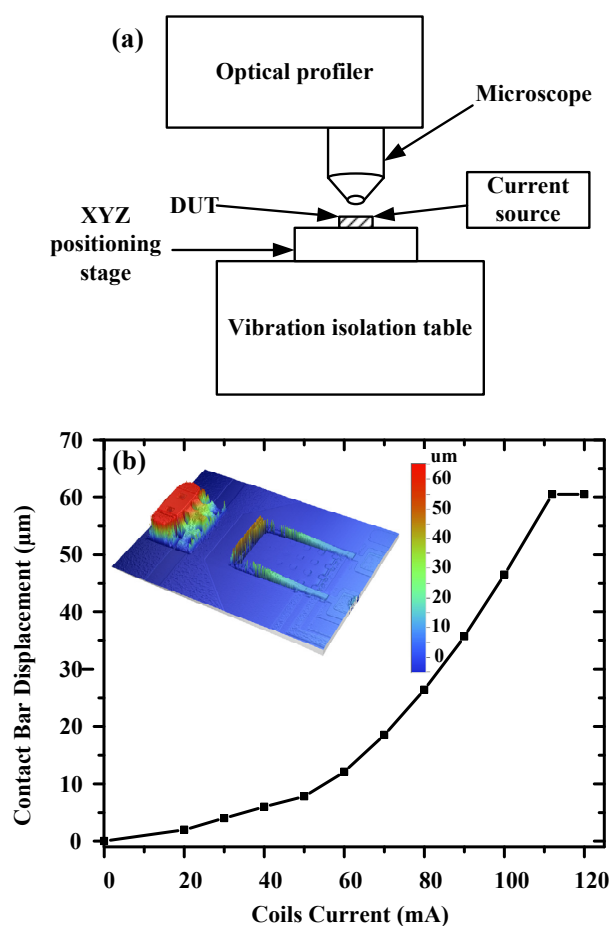 (a)
Optical profiler
Microscope
DUT
Current
source
XYZ
positioning
stage
Vibration isolation table
(b)
um
60
50
40
30
20
10
0
70
60
50
40
30
20
10
0
Contact Bar Displacement (μm)
0
20
40
60
80
100
120
Coils Current (mA)